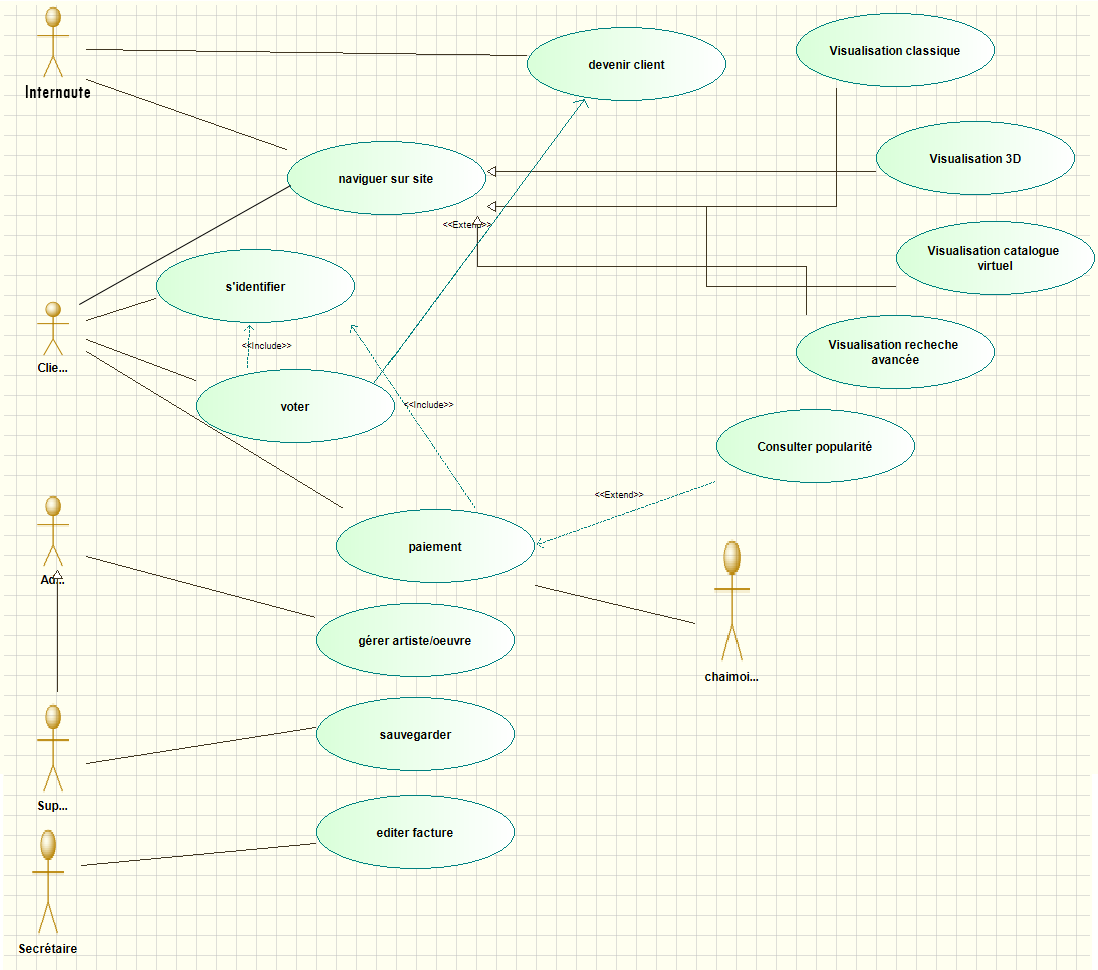 Internaute
devenir client
Visualisation classique
naviguer sur site
Visualisation 3D
<<Extend>>
Visualisation catalogue
virtuel
s'identifier
<<Include>>
Visualisation recheche
avancée
Clie...
voter
<<Include>>
Consulter popularité
<<Extend>>
paiement
Ad...
gérer artiste/oeuvre
chaimoi...
sauvegarder
Sup...
editer facture
Secrétaire